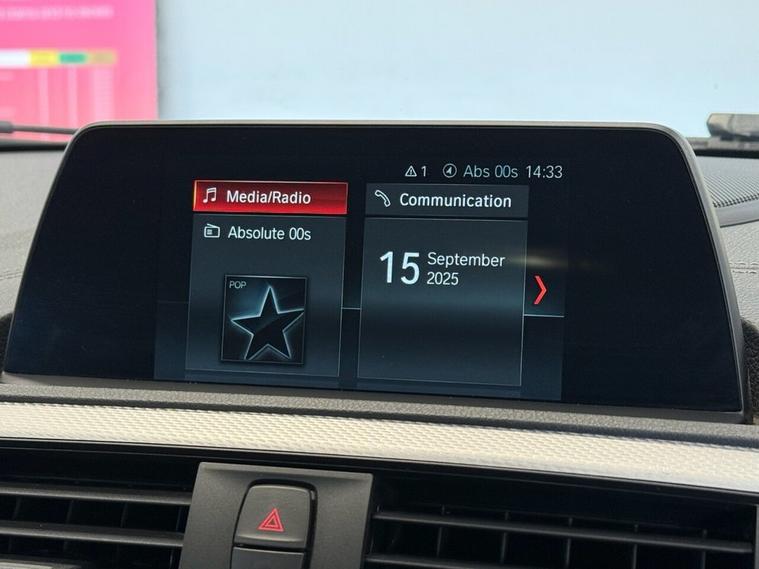 1 Abs 00s 14:33
Media/Radio
Communication
Absolute 00s
15 September
2025
POP